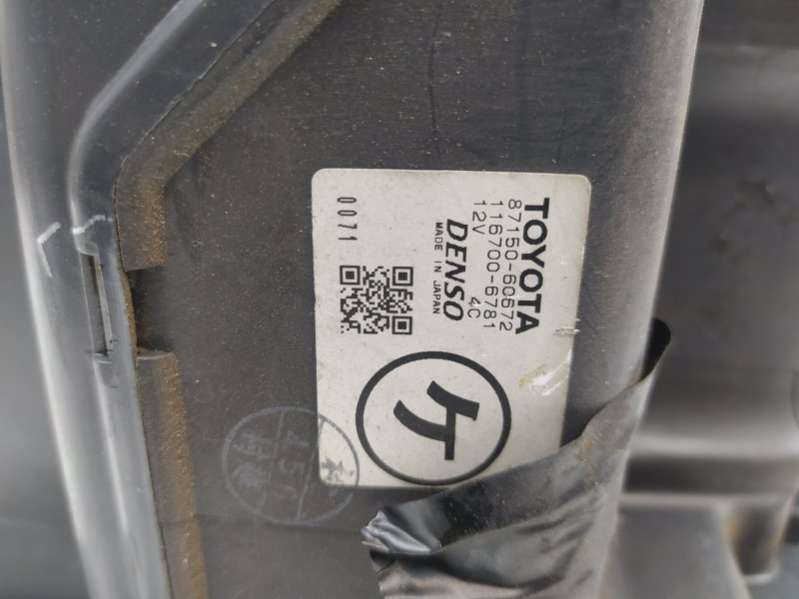 TOYOTA
87150-60672
116700-6781
12V 4C
DENSO
MADE IN JAPAN
0071
ケ